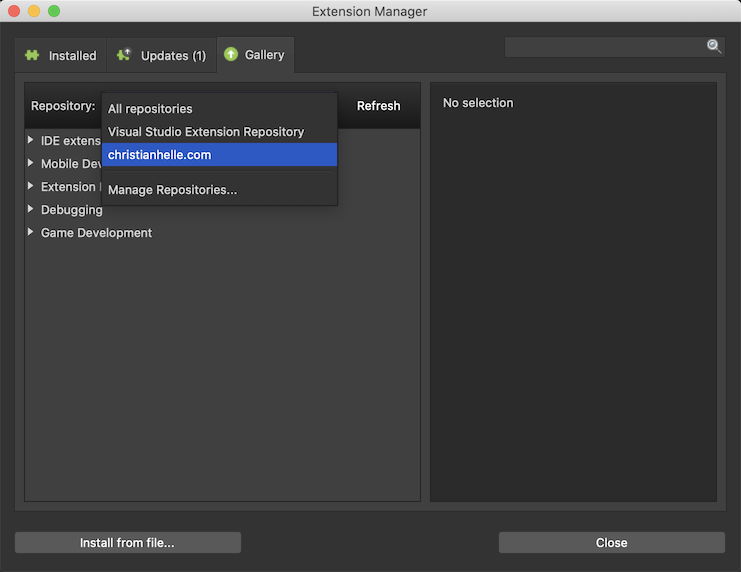 Extension Manager
Installed
Updates (1)
Gallery
Repository:
All repositories
Visual Studio Extension Repository
christianhelle.com
Manage Repositories...
Refresh
No selection
IDE extens
Mobile Dev
Extension
Debugging
Game Development
Install from file...
Close